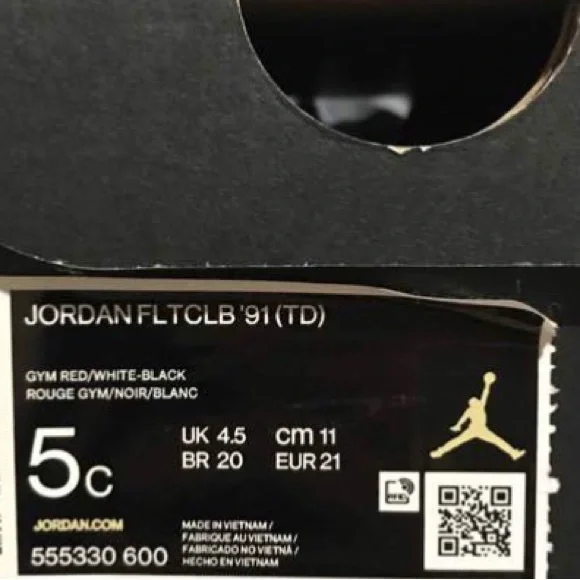 JORDAN FLTCLB '91 (TD)
GYM RED/WHITE-BLACK
ROUGE GYM/NOIR/BLANC
5c
UK 4.5 cm 11
BR 20 EUR 21
JORDAN.COM
555330 600
MADE IN VIETNAM /
FABRIQUE AU VIETNAM /
FABRICADO NO VIETNÃ /
HECHO EN VIETNAM